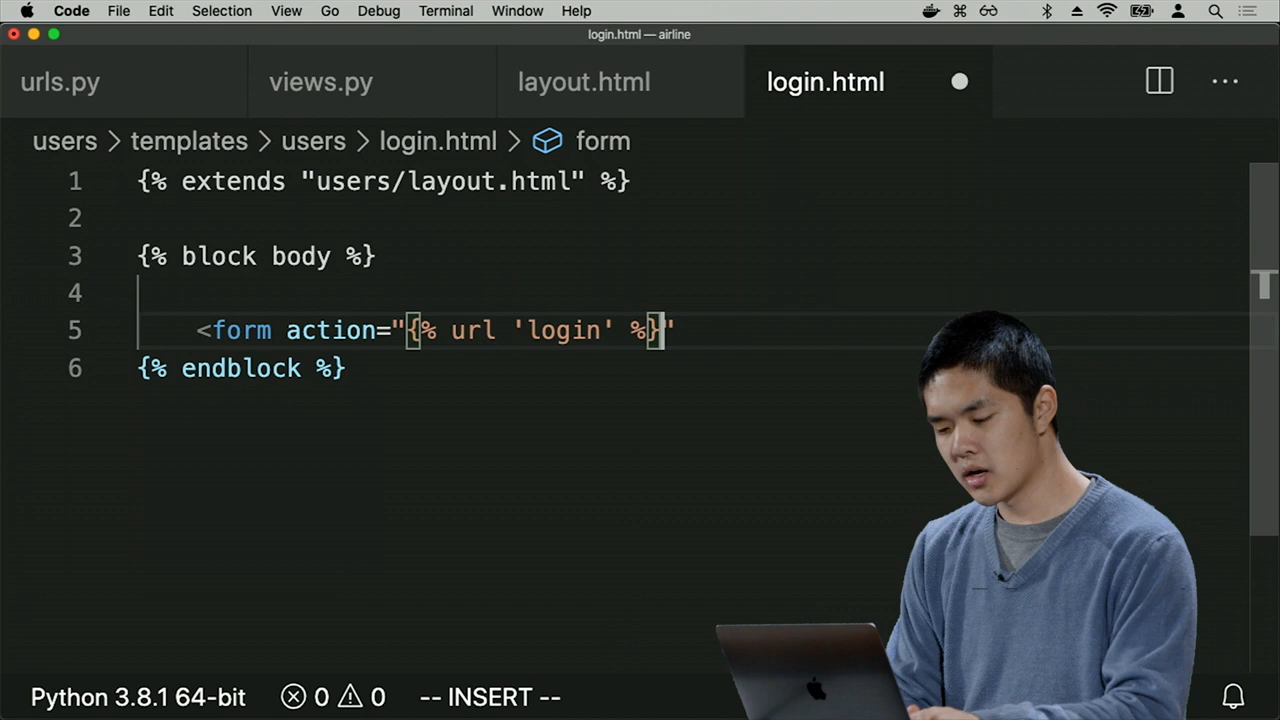 Code File Edit Selection View Go Debug Terminal Window Help
login.html — airline
urls.py views.py layout.html login.html
users > templates > users > login.html > form
1 {% extends "users/layout.html" %}
2
3 {% block body %}
4
5 <form action="{% url 'login' %}"
6 {% endblock %}
Python 3.8.1 64-bit 0 0 -- INSERT --